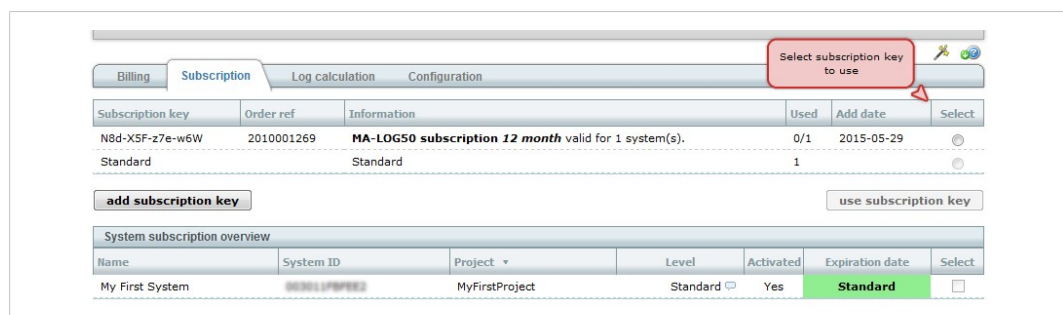 Select subscription key
to use
Billing Subscription Log calculation Configuration
Subscription key Order ref Information Used Add date Select
N8d-X5F-z7e-w6W 2010001269 MA-LOG50 subscription 12 month valid for 1 system(s). 0/1 2015-05-29
Standard Standard 1
add subscription key use subscription key
System subscription overview
Name System ID Project Level Activated Expiration date Select
My First System MyFirstProject Standard Yes Standard